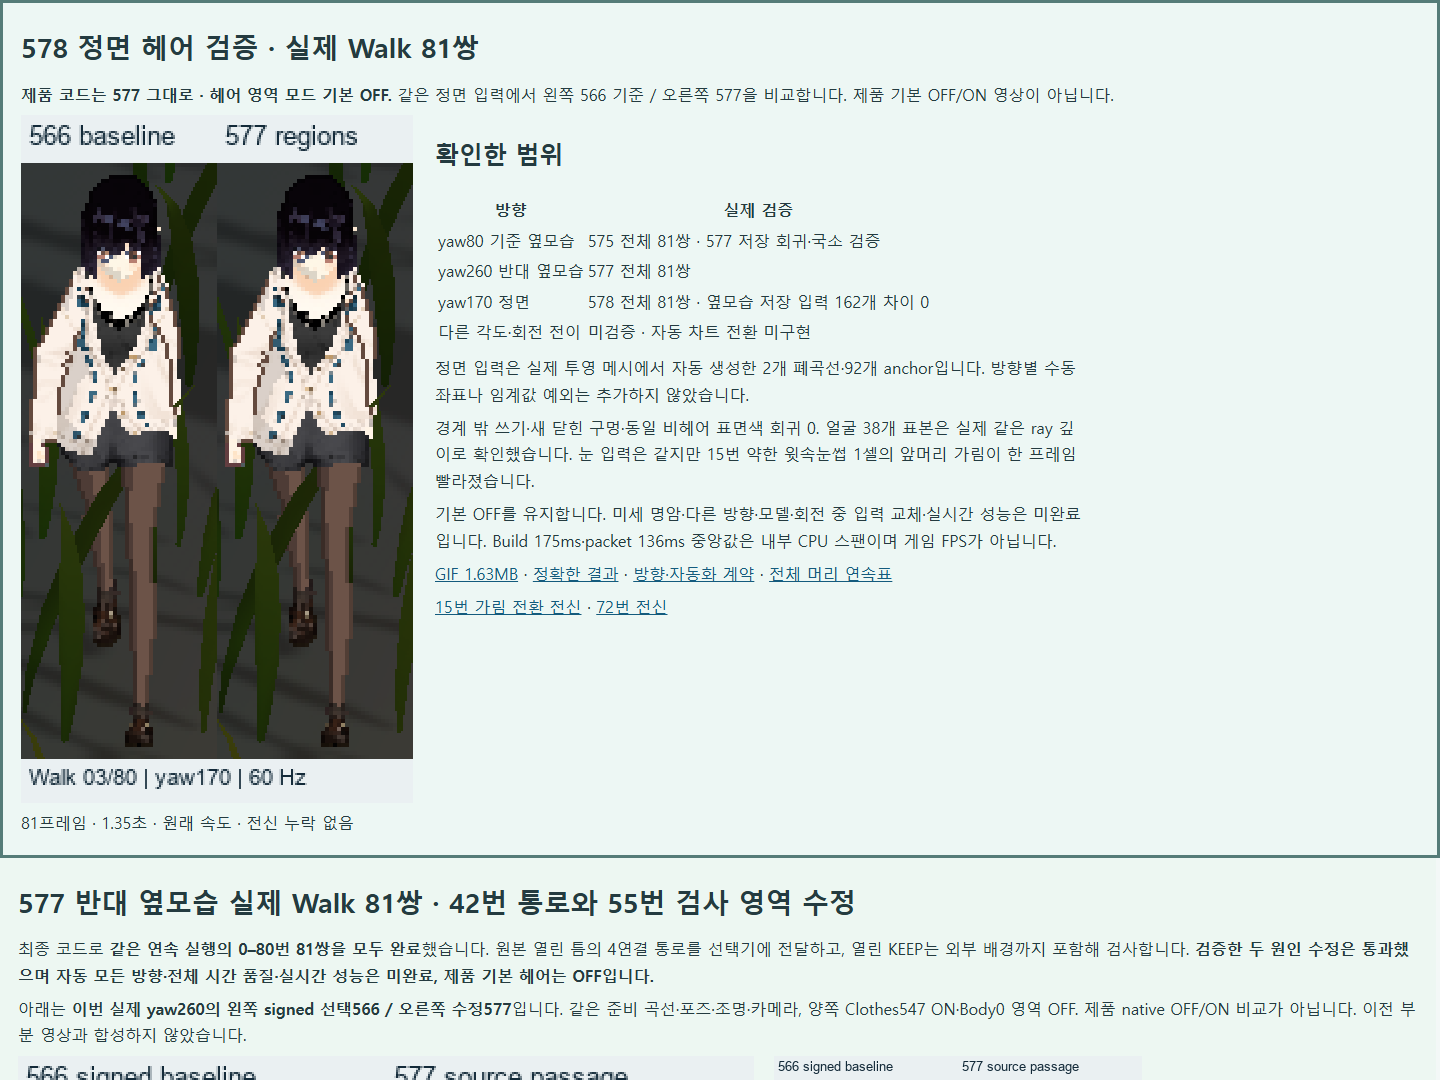 578 정면 헤어 검증 · 실제 Walk 81쌍
제품 코드는 577 그대로 · 헤어 영역 모드 기본 OFF. 같은 정면 입력에서 왼쪽 566 기준 / 오른쪽 577을 비교합니다. 제품 기본 OFF/ON 영상이 아닙니다.
566 baseline 577 regions
Walk 03/80 | yaw170 | 60 Hz
81프레임 · 1.35초 · 원래 속도 · 전신 누락 없음
확인한 범위
방향 실제 검증
yaw80 기준 옆모습 575 전체 81쌍 · 577 저장 회귀·국소 검증
yaw260 반대 옆모습 577 전체 81쌍
yaw170 정면 578 전체 81쌍 · 옆모습 저장 입력 162개 차이 0
다른 각도·회전 전이 미검증 · 자동 차트 전환 미구현
정면 입력은 실제 투영 메시에서 자동 생성한 2개 폐곡선·92개 anchor입니다. 방향별 수동
좌표나 임계값 예외는 추가하지 않았습니다.
경계 밖 쓰기·새 닫힌 구멍·동일 비헤어 표면색 회귀 0. 얼굴 38개 표본은 실제 같은 ray 깊
이로 확인했습니다. 눈 입력은 같지만 15번 약한 윗속눈썹 1셀의 앞머리 가림이 한 프레임
빨라졌습니다.
기본 OFF를 유지합니다. 미세 명암·다른 방향·모델·회전 중 입력 교체·실시간 성능은 미완료
입니다. Build 175ms·packet 136ms 중앙값은 내부 CPU 스팬이며 게임 FPS가 아닙니다.
GIF 1.63MB · 정확한 결과 · 방향·자동화 계약 · 전체 머리 연속표
15번 가림 전환 전신 · 72번 전신
577 반대 옆모습 실제 Walk 81쌍 · 42번 통로와 55번 검사 영역 수정
최종 코드로 같은 연속 실행의 0–80번 81쌍을 모두 완료했습니다. 원본 열린 틈의 4연결 통로를 선택기에 전달하고, 열린 KEEP는 외부 배경까지 포함해 검사합니다. 검증한 두 원인 수정은 통과했
으며 자동 모든 방향·전체 시간 품질·실시간 성능은 미완료, 제품 기본 헤어는 OFF입니다.
아래는 이번 실제 yaw260의 왼쪽 signed 선택566 / 오른쪽 수정577입니다. 같은 준비 곡선·포즈·조명·카메라, 양쪽 Clothes547 ON·Body0 영역 OFF. 제품 native OFF/ON 비교가 아닙니다. 이전 부
분 영상과 합성하지 않았습니다.
566 signed baseline 577 source passage
566 signed baseline 577 source passage